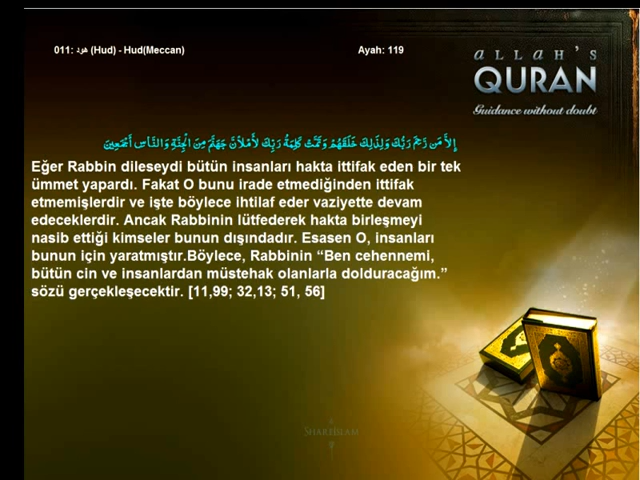 011: هود (Hud) - Hud(Meccan) Ayah: 119
ALLAH'S
QURAN
Guidance without doubt
إِلاَّ مَن رَّحِمَ رَبُّكَ وَلِذَلِكَ خَلَقَهُمْ وَتَمَّتْ كَلِمَةُ رَبِّكَ لأَمْلأنَّ جَهَنَّمَ مِنَ الْجِنَّةِ وَالنَّاسِ أَجْمَعِينَ
Eğer Rabbin dileseydi bütün insanları hakta ittifak eden bir tek
ümmet yapardı. Fakat O bunu irade etmediğinden ittifak
etmemişlerdir ve işte böylece ihtilaf eder vaziyette devam
edeceklerdir. Ancak Rabbinin lütfederek hakta birleşmeyi
nasib ettiği kimseler bunun dışındadır. Esasen O, insanları
bunun için yaratmıştır.Böylece, Rabbinin “Ben cehennemi,
bütün cin ve insanlardan müstehak olanlarla dolduracağım.”
sözü gerçekleşecektir. [11,99; 32,13; 51, 56]
SHAREISLAM